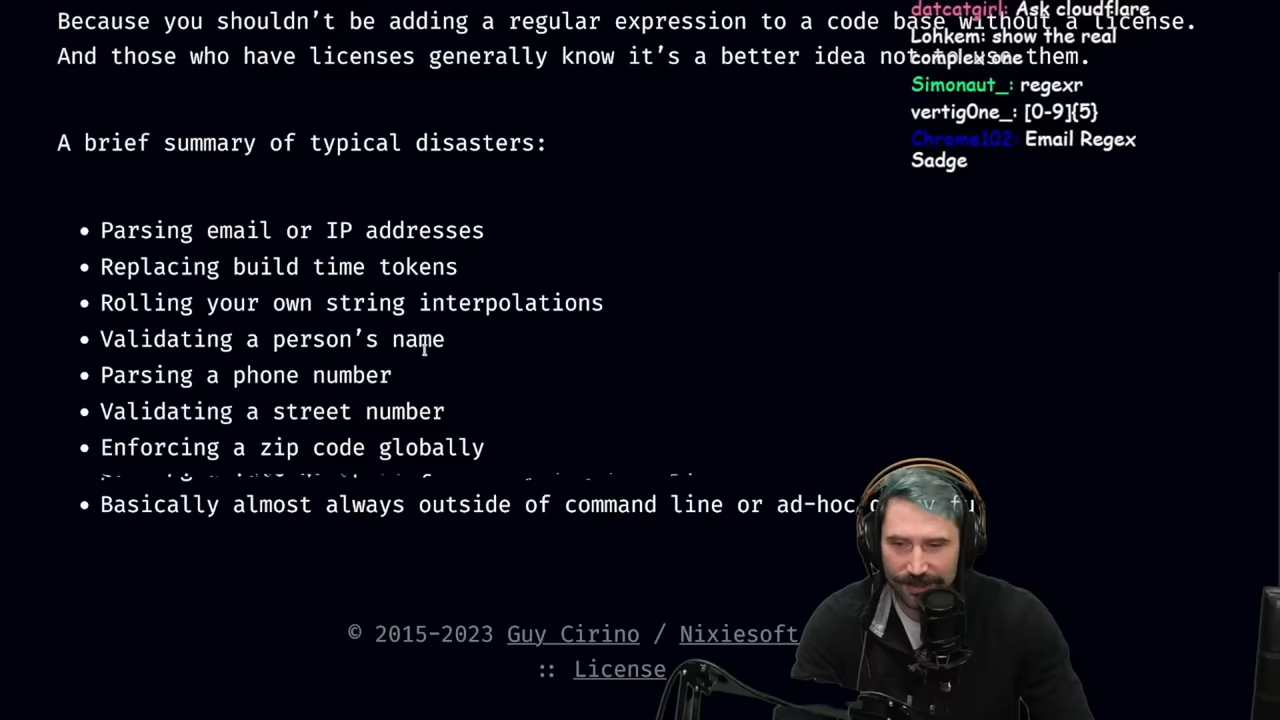 Because you shouldn't be adding a regular expression to a code base without a license.
And those who have licenses generally know it's a better idea not to use them.
A brief summary of typical disasters:
• Parsing email or IP addresses
• Replacing build time tokens
• Rolling your own string interpolations
• Validating a person's name
• Parsing a phone number
• Validating a street number
• Enforcing a zip code globally
• Basically almost always outside of command line or ad-hoc
© 2015-2023 Guy Cirino / Nixiesoft
:: License
datcatgirl: Ask cloudflare
Lohkem: show the real
complex one
Simonaut_: regexr
vertig0ne_: [0-9]{5}
Chrome102: Email Regex
Sadge